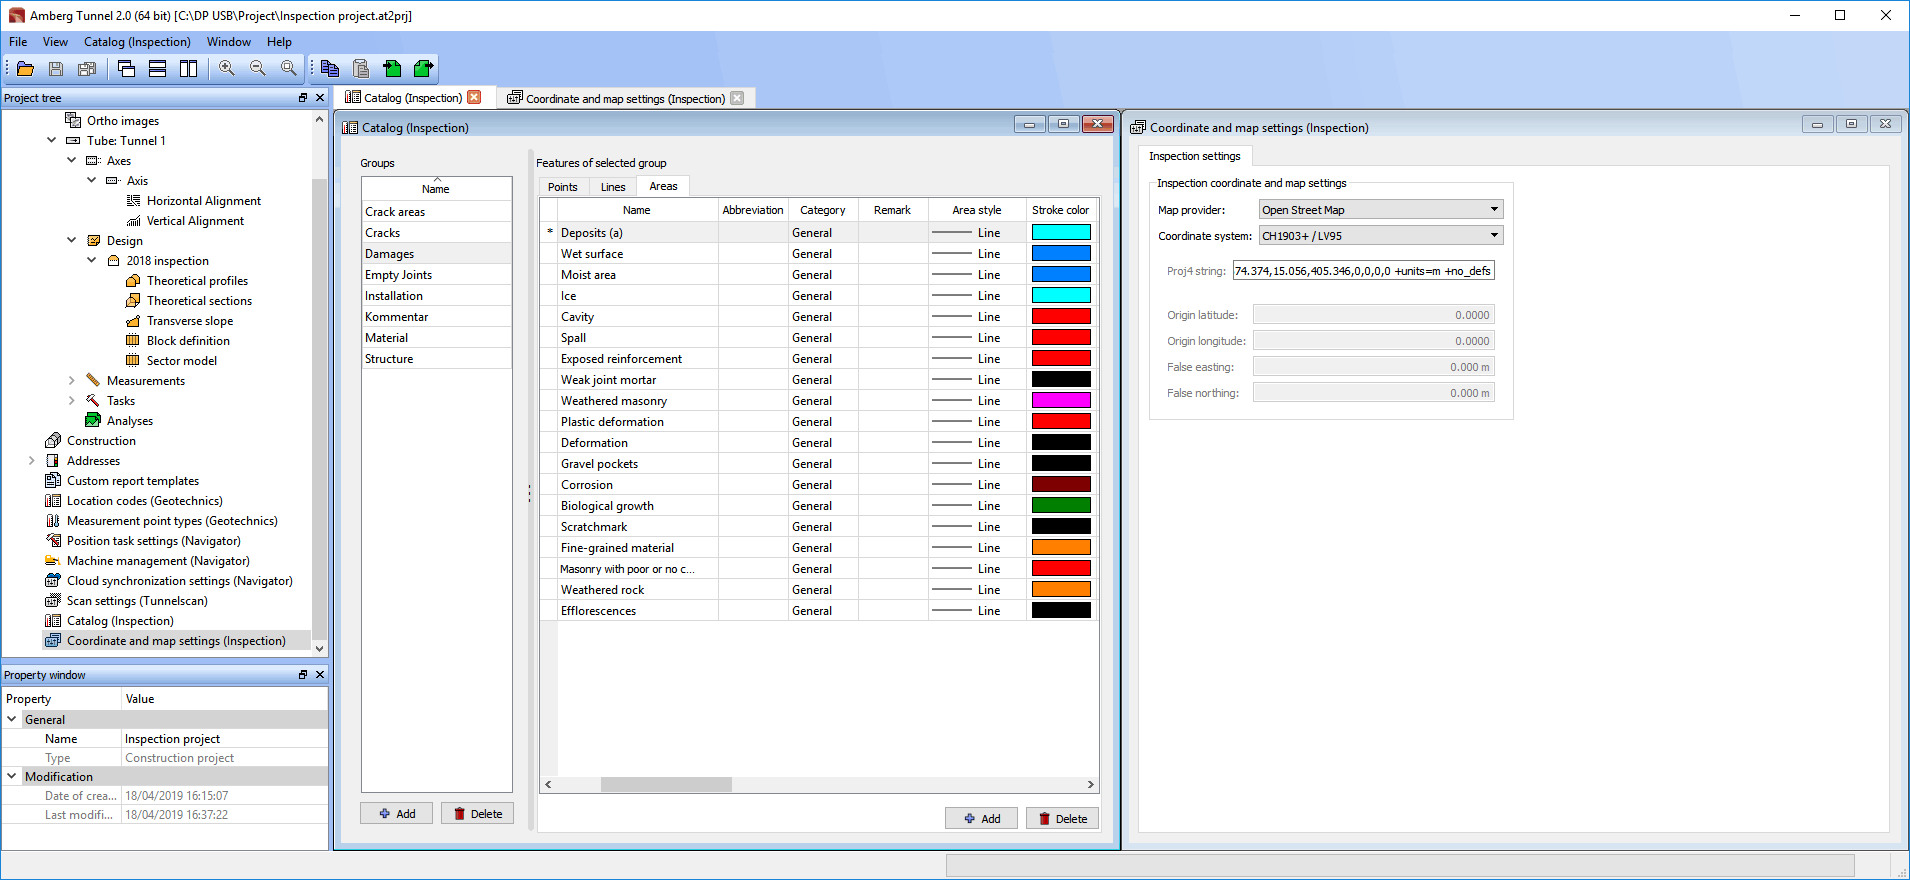 Amberg Tunnel 2.0 (64 bit) [C:\DP USB\Project\Inspection project.at2prj]
File View Catalog (Inspection) Window Help
Project tree
Ortho images
Tube: Tunnel 1
Axes
Axis
Horizontal Alignment
Vertical Alignment
Design
2018 inspection
Theoretical profiles
Theoretical sections
Transverse slope
Block definition
Sector model
Measurements
Tasks
Analyses
Construction
Addresses
Custom report templates
Location codes (Geotechnics)
Measurement point types (Geotechnics)
Position task settings (Navigator)
Machine management (Navigator)
Cloud synchronization settings (Navigator)
Scan settings (Tunnelscan)
Catalog (Inspection)
Coordinate and map settings (Inspection)
Property window
Property Value
General
Name Inspection project
Type Construction project
Modification
Date of crea... 18/04/2019 16:15:07
Last modifi... 18/04/2019 16:37:22
Catalog (Inspection) Coordinate and map settings (Inspection)
Catalog (Inspection)
Groups
Name
Crack areas
Cracks
Damages
Empty Joints
Installation
Kommentar
Material
Structure
Add Delete
Features of selected group
Points Lines Areas
Name Abbreviation Category Remark Area style Stroke color
* Deposits (a) General Line
Wet surface General Line
Moist area General Line
Ice General Line
Cavity General Line
Spall General Line
Exposed reinforcement General Line
Weak joint mortar General Line
Weathered masonry General Line
Plastic deformation General Line
Deformation General Line
Gravel pockets General Line
Corrosion General Line
Biological growth General Line
Scratchmark General Line
Fine-grained material General Line
Masonry with poor or no c... General Line
Weathered rock General Line
Efflorescences General Line
Add Delete
Coordinate and map settings (Inspection)
Inspection settings
Inspection coordinate and map settings
Map provider: Open Street Map
Coordinate system: CH1903+ / LV95
Proj4 string: 74.374,15.056,405.346,0,0,0,0 +units=m +no_defs
Origin latitude: 0.0000
Origin longitude: 0.0000
False easting: 0.000 m
False northing: 0.000 m